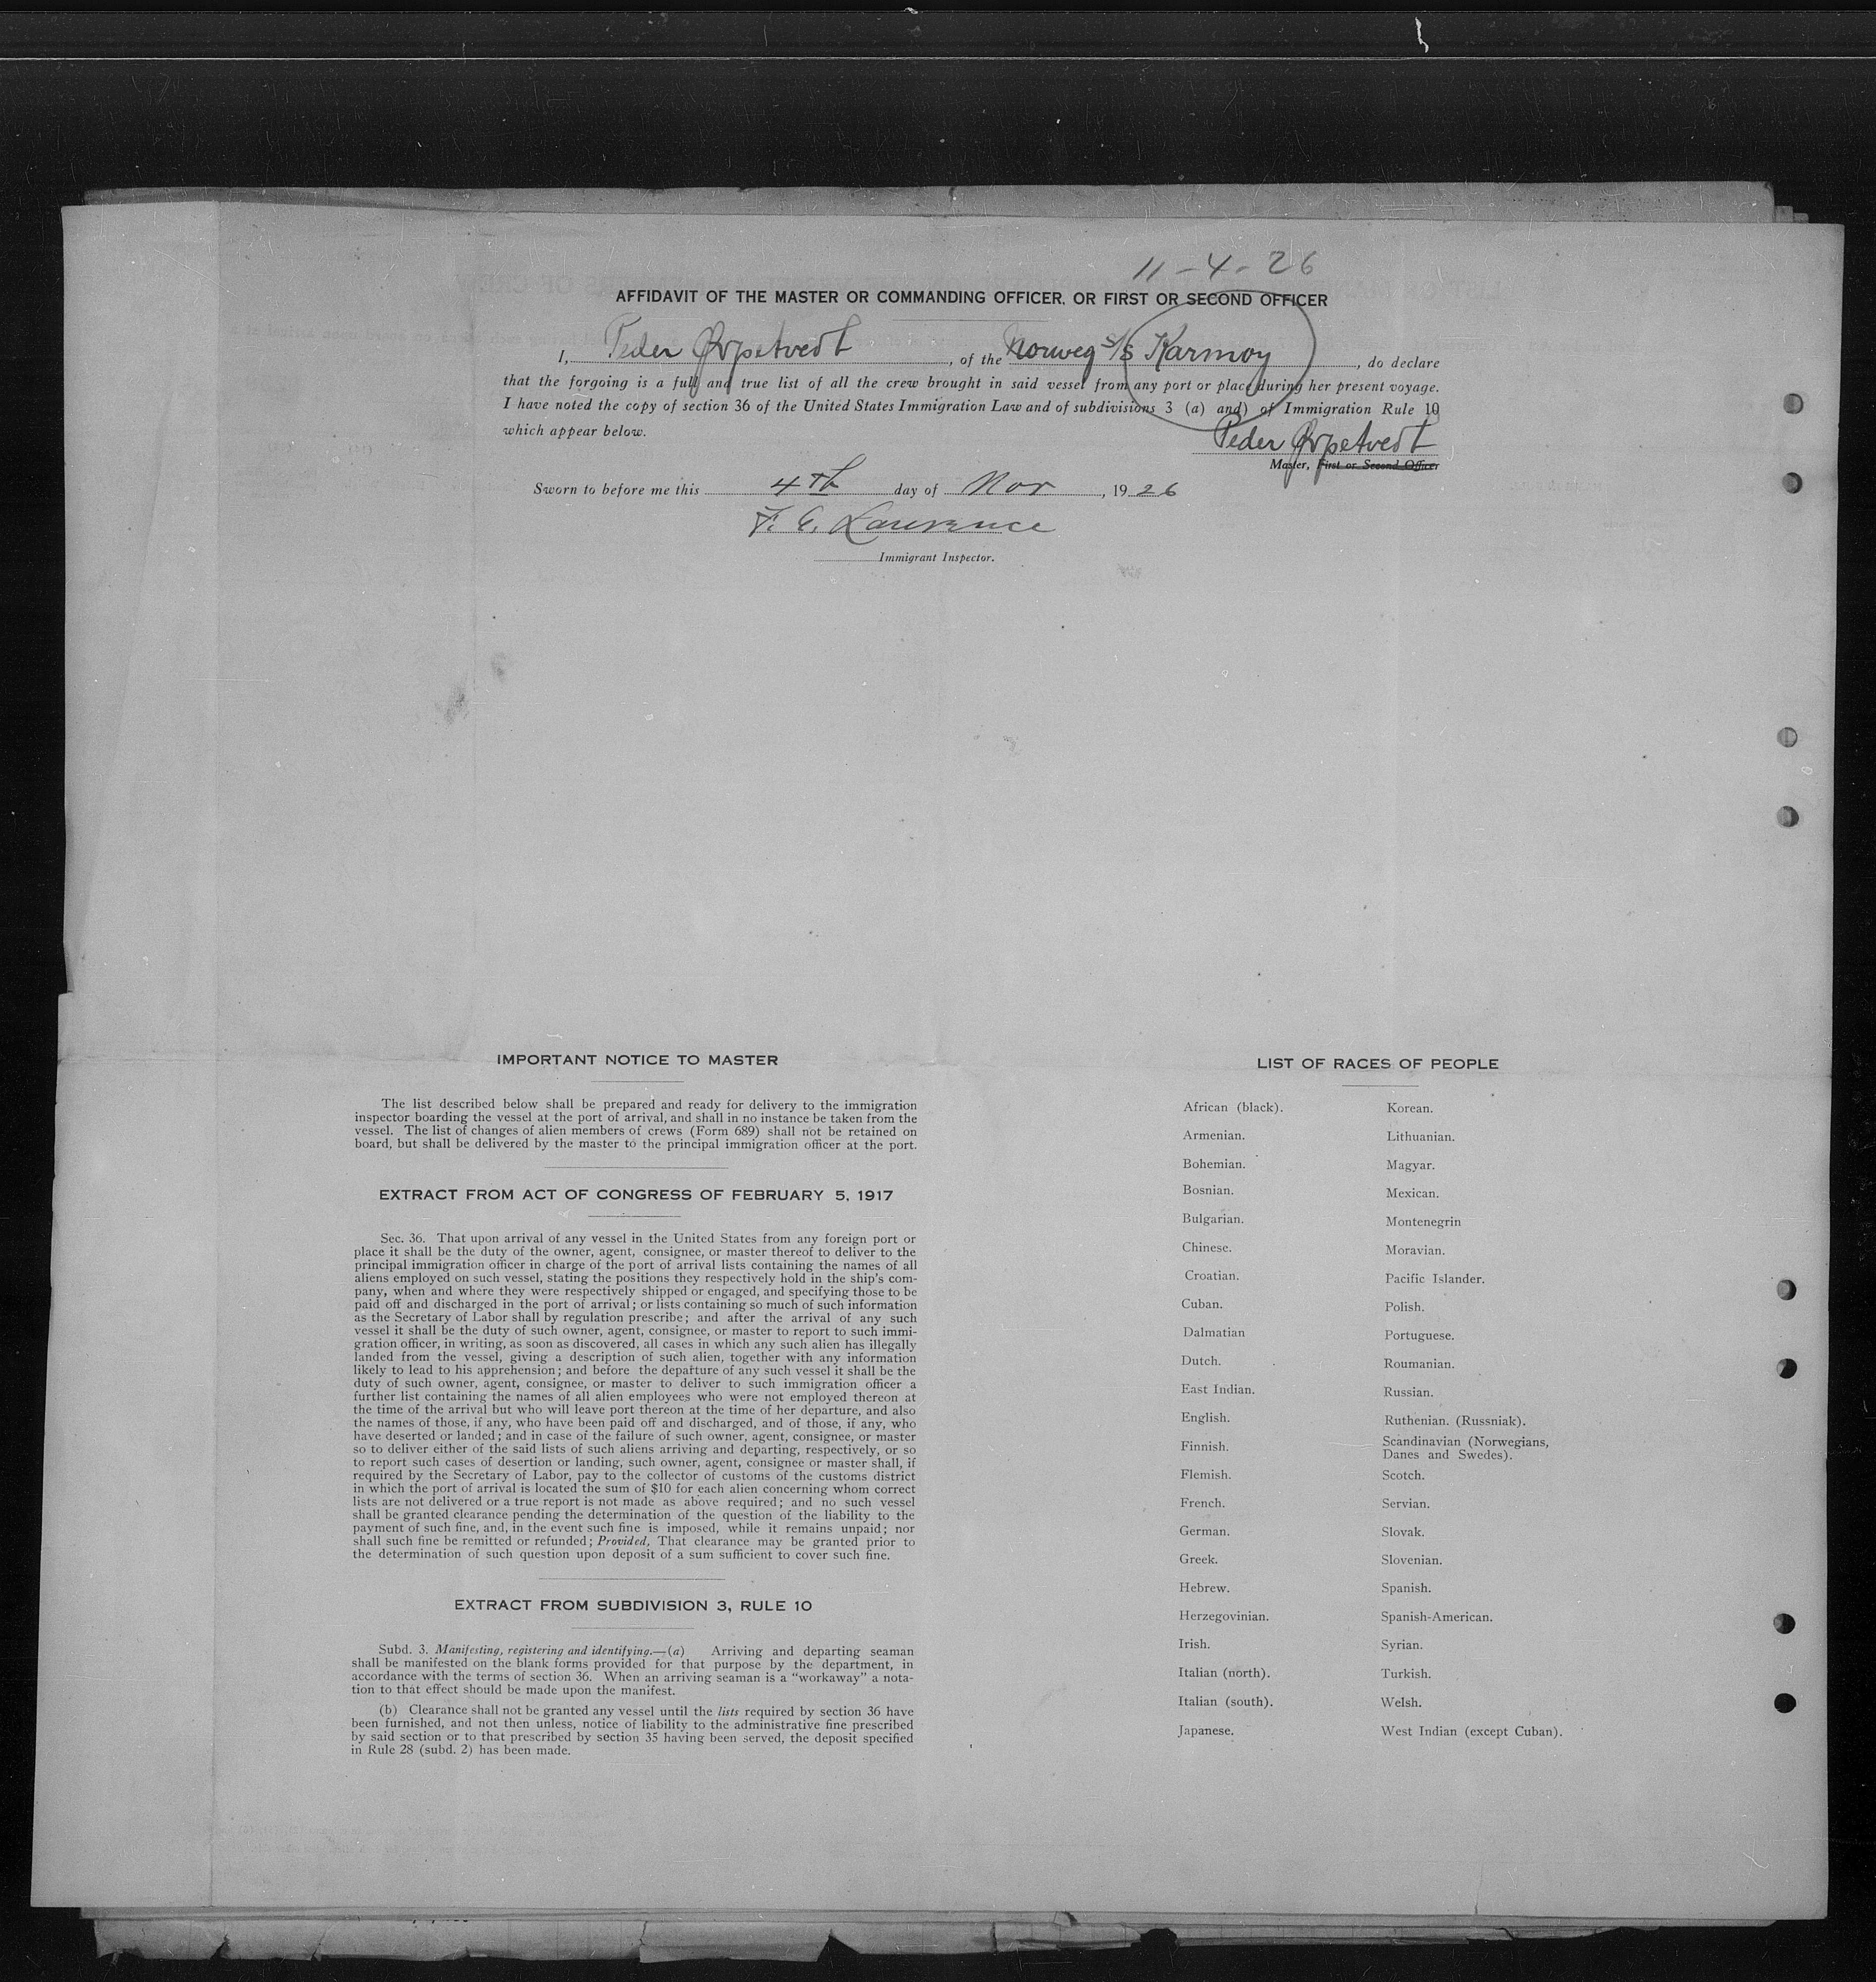 11-4-26
AFFIDAVIT OF THE MASTER OR COMMANDING OFFICER, OR FIRST OR SECOND OFFICER
I, Peder , of the Norweg S/S Karmoy, do declare
that the forgoing is a full and true list of all the crew brought in said vessel from any port or place during her present voyage.
I have noted the copy of section 36 of the United States Immigration Law and of subdivisions 3 (a) and) of Immigration Rule 10
which appear below.
Peder
Master, First or Second Officer
Sworn to before me this 4th day of Nov, 1926
F. C. Lawrence
Immigrant Inspector.
IMPORTANT NOTICE TO MASTER
The list described below shall be prepared and ready for delivery to the immigration
inspector boarding the vessel at the port of arrival, and shall in no instance be taken from the
vessel. The list of changes of alien members of crews (Form 689) shall not be retained on
board, but shall be delivered by the master to the principal immigration officer at the port.
EXTRACT FROM ACT OF CONGRESS OF FEBRUARY 5, 1917
Sec. 36. That upon arrival of any vessel in the United States from any foreign port or
place it shall be the duty of the owner, agent, consignee, or master thereof to deliver to the
principal immigration officer in charge of the port of arrival lists containing the names of all
aliens employed on such vessel, stating the positions they respectively hold in the ship's com-
pany, when and where they were respectively shipped or engaged, and specifying those to be
paid off and discharged in the port of arrival; or lists containing so much of such information
as the Secretary of Labor shall by regulation prescribe; and after the arrival of any such
vessel it shall be the duty of such owner, agent, consignee, or master to report to such immi-
gration officer, in writing, as soon as discovered, all cases in which any such alien has illegally
landed from the vessel, giving a description of such alien, together with any information
likely to lead to his apprehension; and before the departure of any such vessel it shall be the
duty of such owner, agent, consignee, or master to deliver to such immigration officer a
further list containing the names of all alien employees who were not employed thereon at
the time of the arrival but who will leave port thereon at the time of her departure, and also
the names of those, if any, who have been paid off and discharged, and of those, if any, who
have deserted or landed; and in case of the failure of such owner, agent, consignee, or master
so to deliver either of the said lists of such aliens arriving and departing, respectively, or so
to report such cases of desertion or landing, such owner, agent, consignee or master shall, if
required by the Secretary of Labor, pay to the collector of customs of the customs district
in which the port of arrival is located the sum of $10 for each alien concerning whom correct
lists are not delivered or a true report is not made as above required; and no such vessel
shall be granted clearance pending the determination of the question of the liability to the
payment of such fine, and, in the event such fine is imposed, while it remains unpaid; nor
shall such fine be remitted or refunded; Provided, That clearance may be granted prior to
the determination of such question upon deposit of a sum sufficient to cover such fine.
EXTRACT FROM SUBDIVISION 3, RULE 10
Subd. 3. Manifesting, registering and identifying.—(a) Arriving and departing seaman
shall be manifested on the blank forms provided for that purpose by the department, in
accordance with the terms of section 36. When an arriving seaman is a "workaway" a nota-
tion to that effect should be made upon the manifest.
(b) Clearance shall not be granted any vessel until the lists required by section 36 have
been furnished, and not then unless, notice of liability to the administrative fine prescribed
by said section or to that prescribed by section 35 having been served, the deposit specified
in Rule 28 (subd. 2) has been made.
LIST OF RACES OF PEOPLE
African (black).
Armenian.
Bohemian.
Bosnian.
Bulgarian.
Chinese.
Croatian.
Cuban.
Dalmatian
Dutch.
East Indian.
English.
Finnish.
Flemish.
French.
German.
Greek.
Hebrew.
Herzegovinian.
Irish.
Italian (north).
Italian (south).
Japanese.
Korean.
Lithuanian.
Magyar.
Mexican.
Montenegrin
Moravian.
Pacific Islander.
Polish.
Portuguese.
Roumanian.
Russian.
Ruthenian. (Russniak).
Scandinavian (Norwegians,
Danes and Swedes).
Scotch.
Servian.
Slovak.
Slovenian.
Spanish.
Spanish-American.
Syrian.
Turkish.
Welsh.
West Indian (except Cuban).